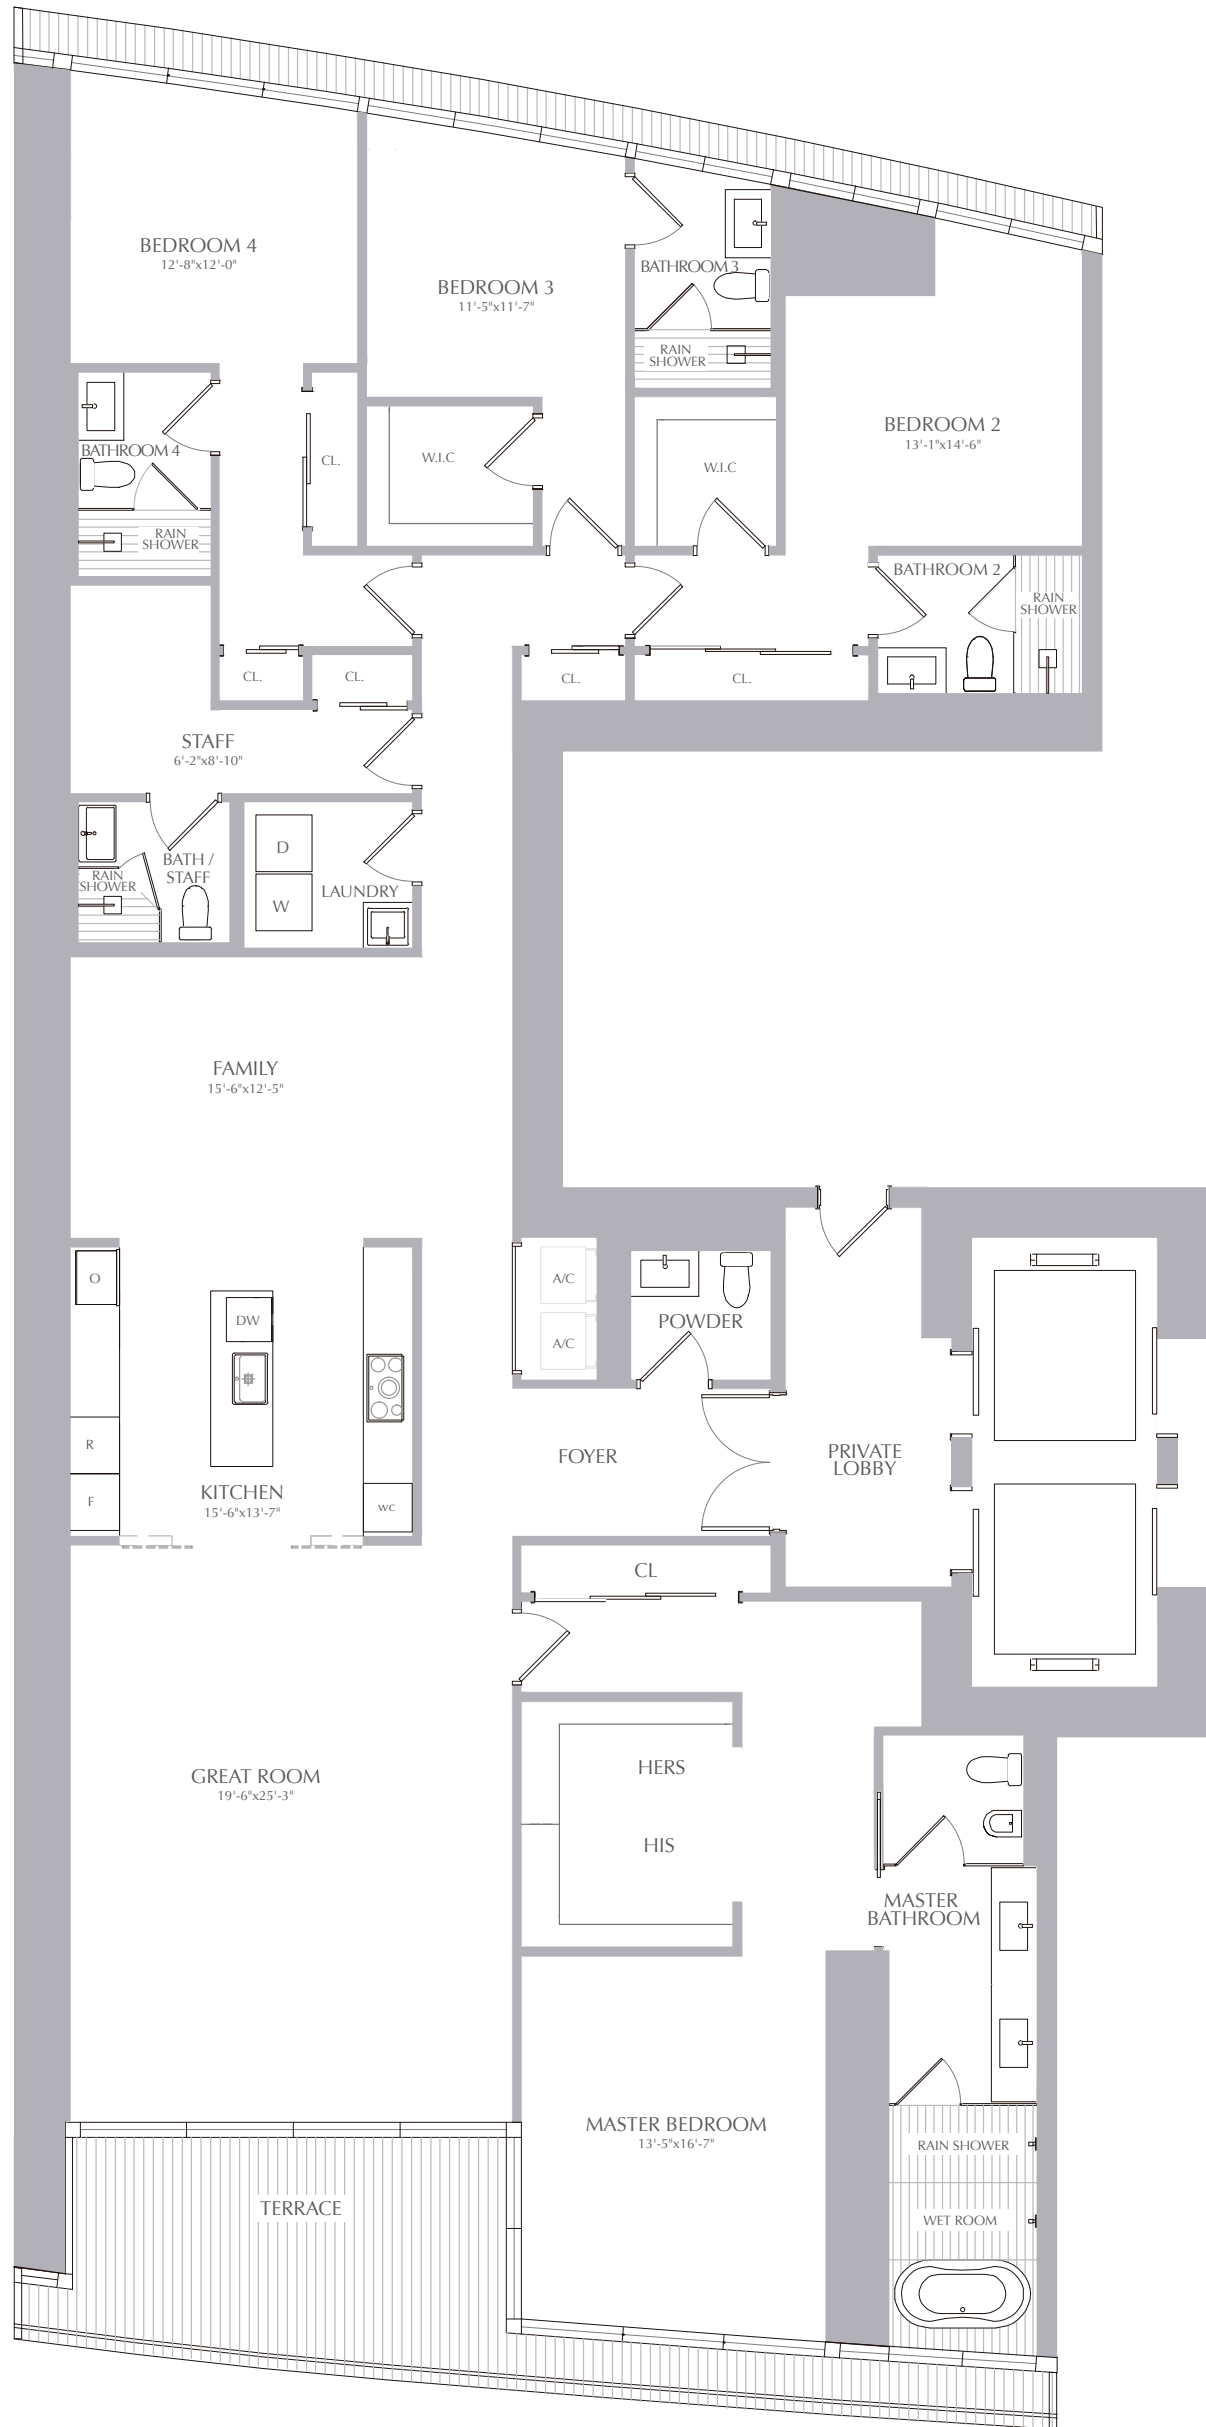 BEDROOM 4
12'-8"x12'-0"
BEDROOM 3
11'-5"x11'-7"
BATHROOM 3
RAIN
SHOWER
BEDROOM 2
13'-1"x14'-6"
BATHROOM 4
RAIN
SHOWER
CL.
W.I.C
W.I.C
BATHROOM 2
RAIN
SHOWER
CL.
CL.
CL.
CL.
STAFF
6'-2"x8'-10"
BATH /
STAFF
RAIN
SHOWER
D
W
LAUNDRY
FAMILY
15'-6"x12'-5"
O
DW
A/C
A/C
POWDER
R
F
KITCHEN
15'-6"x13'-7"
WC
FOYER
PRIVATE
LOBBY
CL
GREAT ROOM
19'-6"x25'-3"
HERS
HIS
MASTER
BATHROOM
MASTER BEDROOM
13'-5"x16'-7"
RAIN SHOWER
WET ROOM
TERRACE